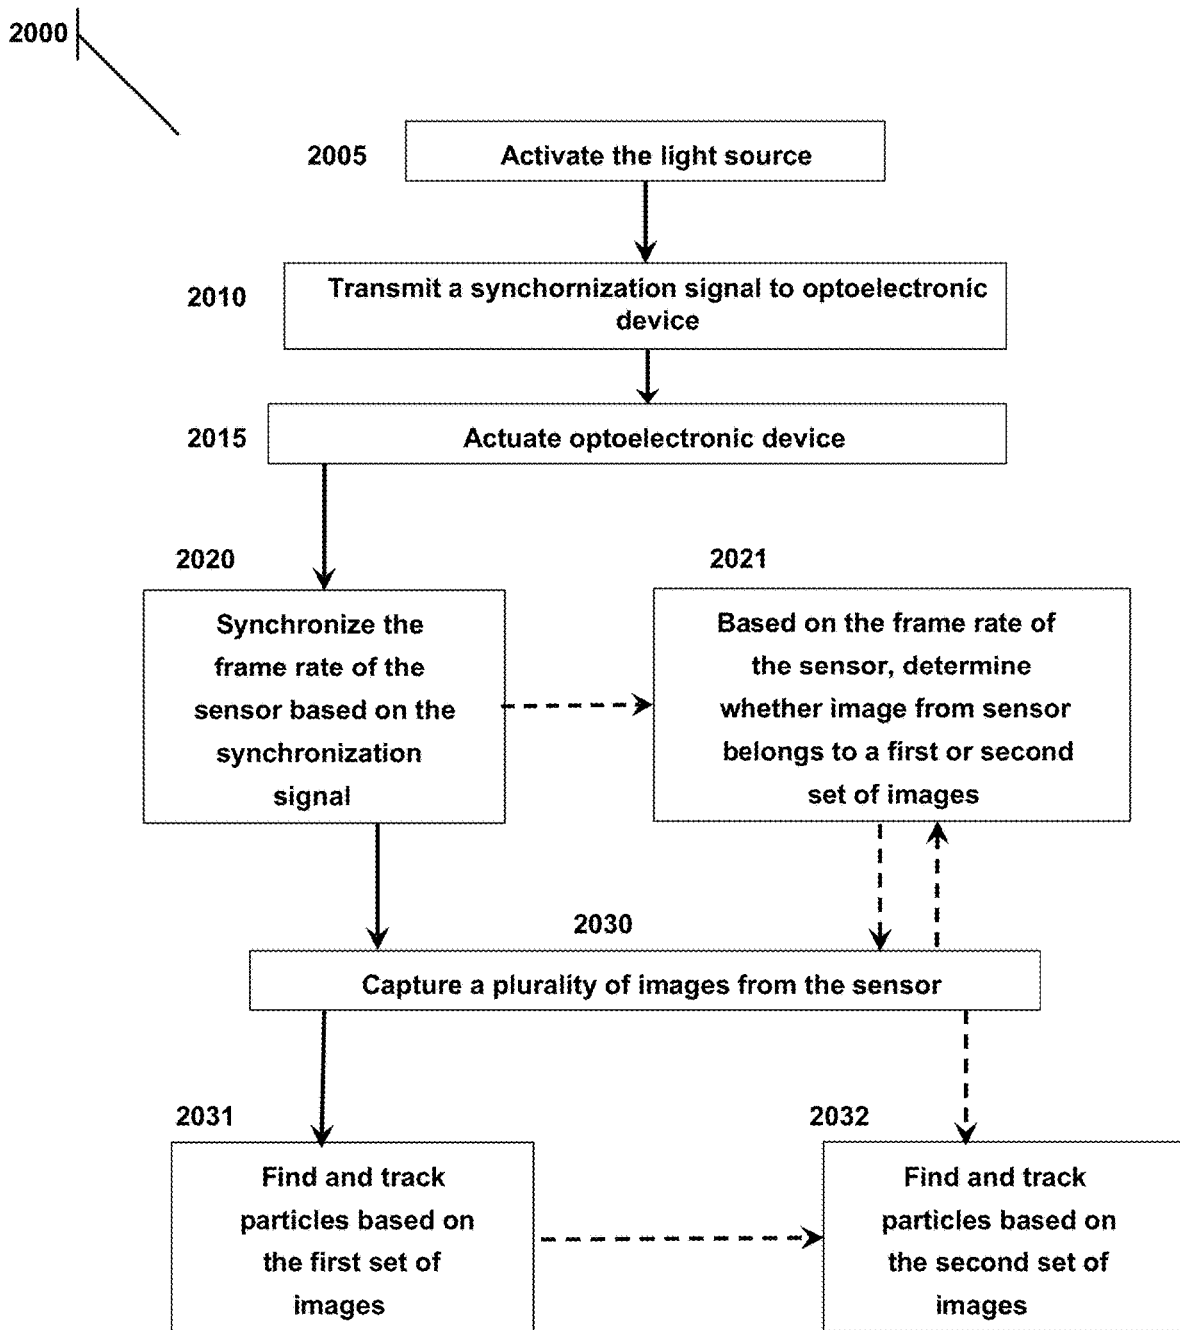 2000
2005
Activate the light source
2010
Transmit a synchornization signal to optoelectronic
device
2015
Actuate optoelectronic device
2020
Synchronize the
frame rate of the
sensor based on the
synchronization
signal
2021
Based on the frame rate of
the sensor, determine
whether image from sensor
belongs to a first or second
set of images
2030
Capture a plurality of images from the sensor
2031
Find and track
particles based on
the first set of
images
2032
Find and track
particles based on
the second set of
images